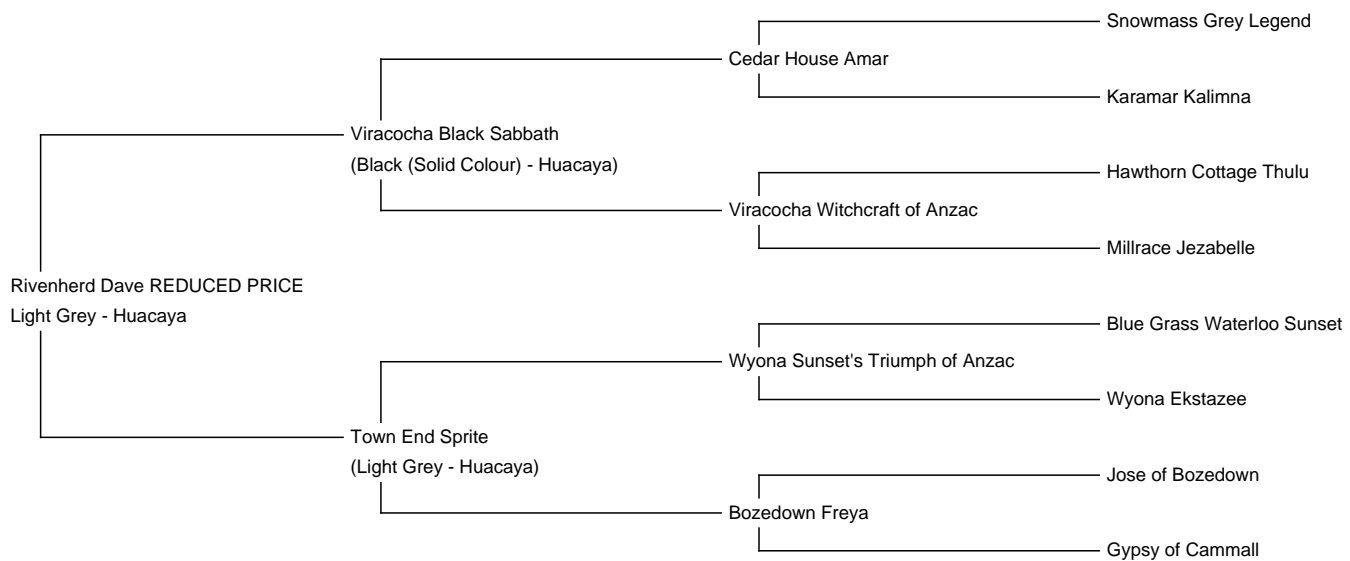 Snowmass Grey Legend
Cedar House Amar
Karamar Kalimna
Viracocha Black Sabbath
(Black (Solid Colour) - Huacaya)
Hawthorn Cottage Thulu
Viracocha Witchcraft of Anzac
Millrace Jezabelle
Rivenherd Dave REDUCED PRICE
Light Grey - Huacaya
Blue Grass Waterloo Sunset
Wyona Sunset's Triumph of Anzac
Wyona Ekstazee
Town End Sprite
(Light Grey - Huacaya)
Jose of Bozedown
Bozedown Freya
Gypsy of Cammall